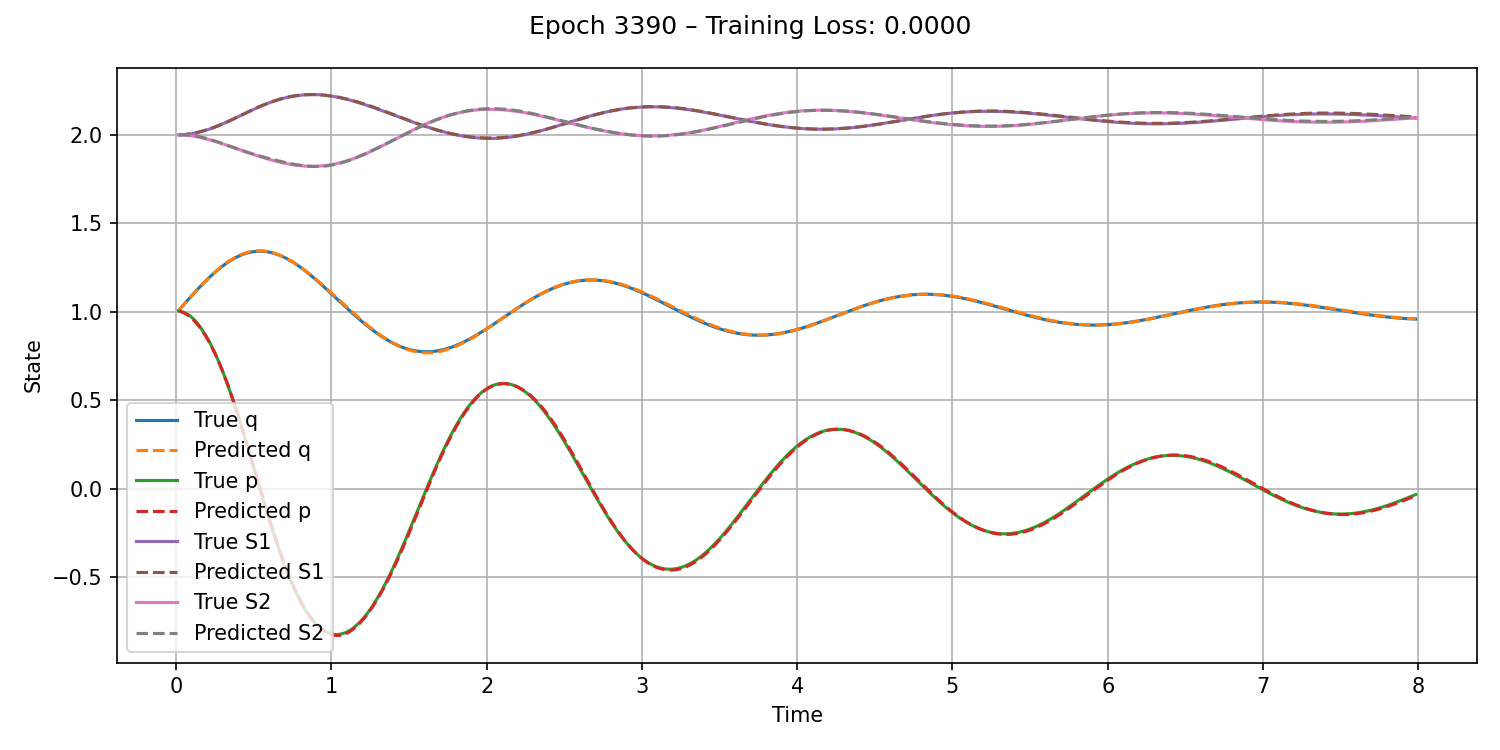 Epoch 3390 – Training Loss: 0.0000
State
2.0
1.5
1.0
0.5
0.0
−0.5
True q
Predicted q
True p
Predicted p
True S1
Predicted S1
True S2
Predicted S2
0 1 2 3 4 5 6 7 8
Time